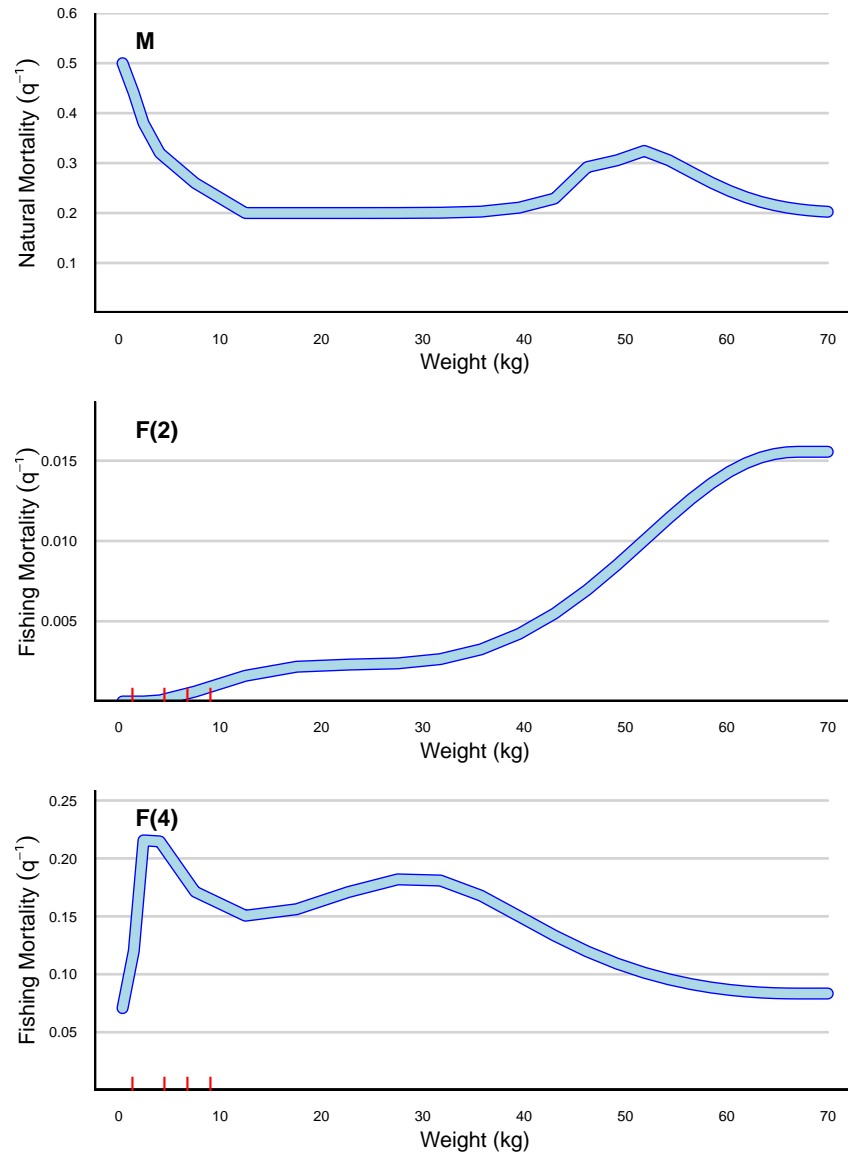 M
Natural Mortality (q⁻¹)
0.6
0.5
0.4
0.3
0.2
0.1
0 10 20 30 40 50 60 70
Weight (kg)
F(2)
Fishing Mortality (q⁻¹)
0.015
0.010
0.005
0 10 20 30 40 50 60 70
Weight (kg)
F(4)
Fishing Mortality (q⁻¹)
0.25
0.20
0.15
0.10
0.05
0 10 20 30 40 50 60 70
Weight (kg)